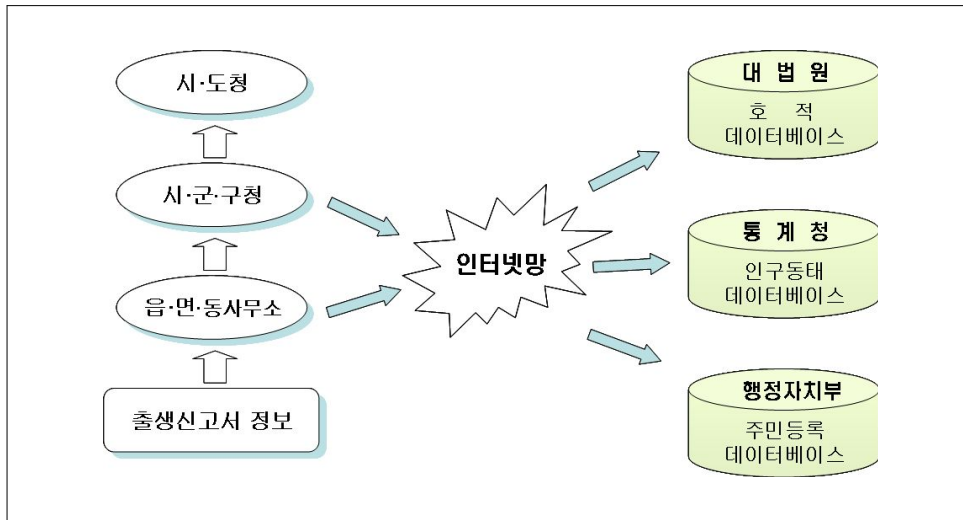 시·도청
시·군·구청
읍·면·동사무소
출생신고서 정보
인터넷망
대 법 원
호 적
데이터베이스
통 계 청
인구동태
데이터베이스
행정자치부
주민등록
데이터베이스